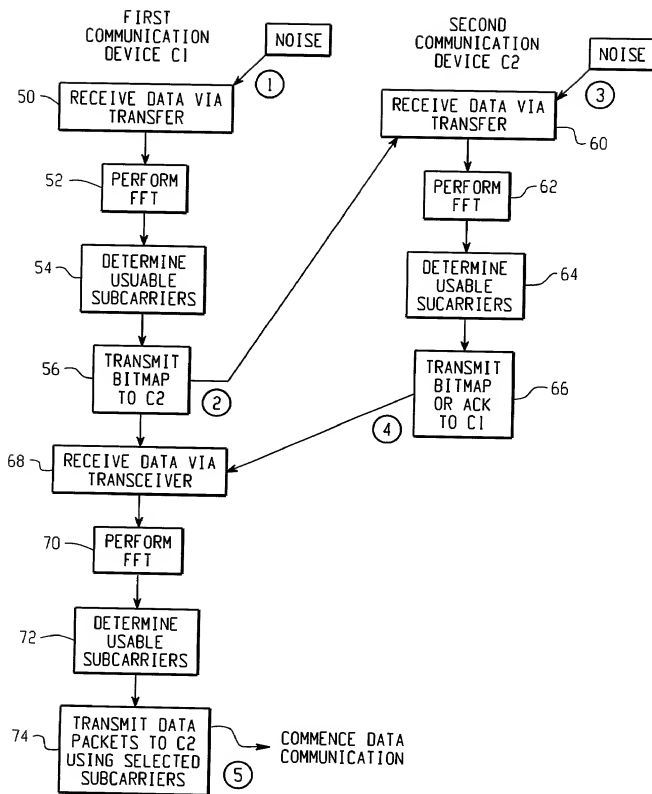 FIRST
COMMUNICATION
DEVICE C1
NOISE
1
50
RECEIVE DATA VIA
TRANSFER
52
PERFORM
FFT
54
DETERMINE
USUABLE
SUBCARRIERS
56
TRANSMIT
BITMAP
TO C2
2
68
RECEIVE DATA VIA
TRANSCEIVER
70
PERFORM
FFT
72
DETERMINE
USABLE
SUBCARRIERS
74
TRANSMIT DATA
PACKETS TO C2
USING SELECTED
SUBCARRIERS
5
COMMENCE DATA
COMMUNICATION
SECOND
COMMUNICATION
DEVICE C2
NOISE
3
RECEIVE DATA VIA
TRANSFER
60
PERFORM
FFT
62
DETERMINE
USABLE
SUCARRIERS
64
TRANSMIT
BITMAP
OR ACK
TO C1
66
4